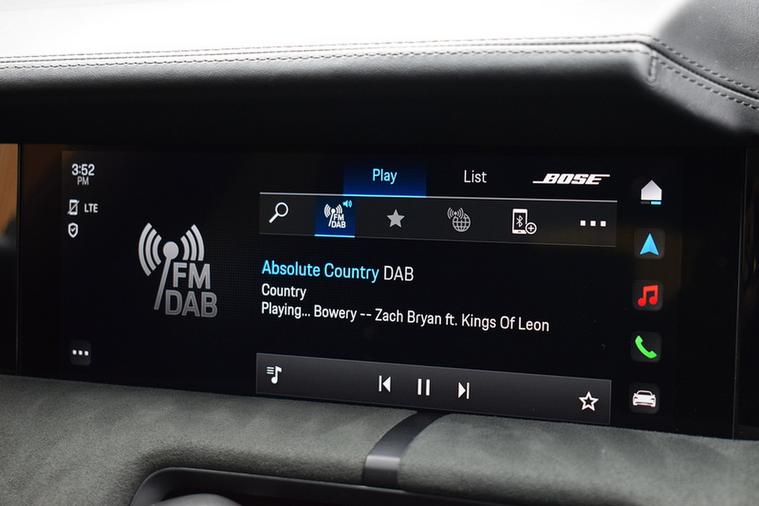 3:52
PM
LTE
Play
List
BOSE
FM
DAB
FM
DAB
Absolute Country DAB
Country
Playing... Bowery -- Zach Bryan ft. Kings Of Leon